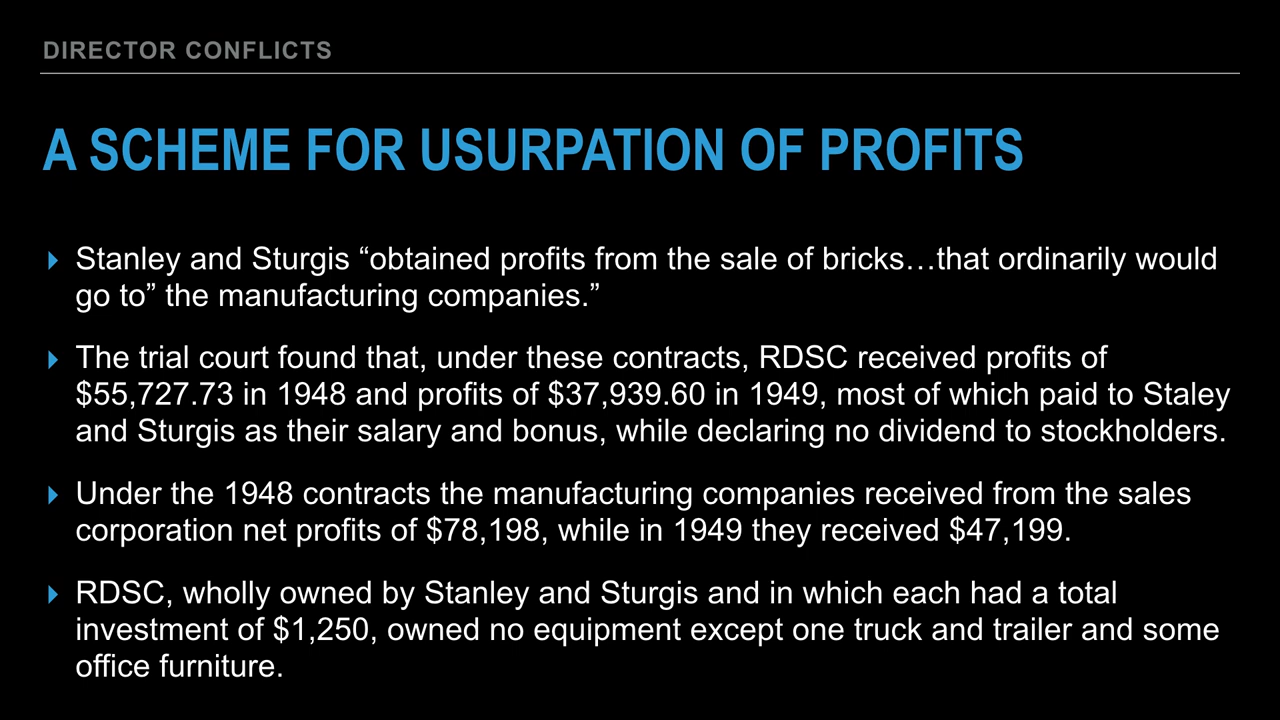 DIRECTOR CONFLICTS
A SCHEME FOR USURPATION OF PROFITS
Stanley and Sturgis “obtained profits from the sale of bricks…that ordinarily would
go to” the manufacturing companies.”
The trial court found that, under these contracts, RDSC received profits of
$55,727.73 in 1948 and profits of $37,939.60 in 1949, most of which paid to Staley
and Sturgis as their salary and bonus, while declaring no dividend to stockholders.
Under the 1948 contracts the manufacturing companies received from the sales
corporation net profits of $78,198, while in 1949 they received $47,199.
RDSC, wholly owned by Stanley and Sturgis and in which each had a total
investment of $1,250, owned no equipment except one truck and trailer and some
office furniture.